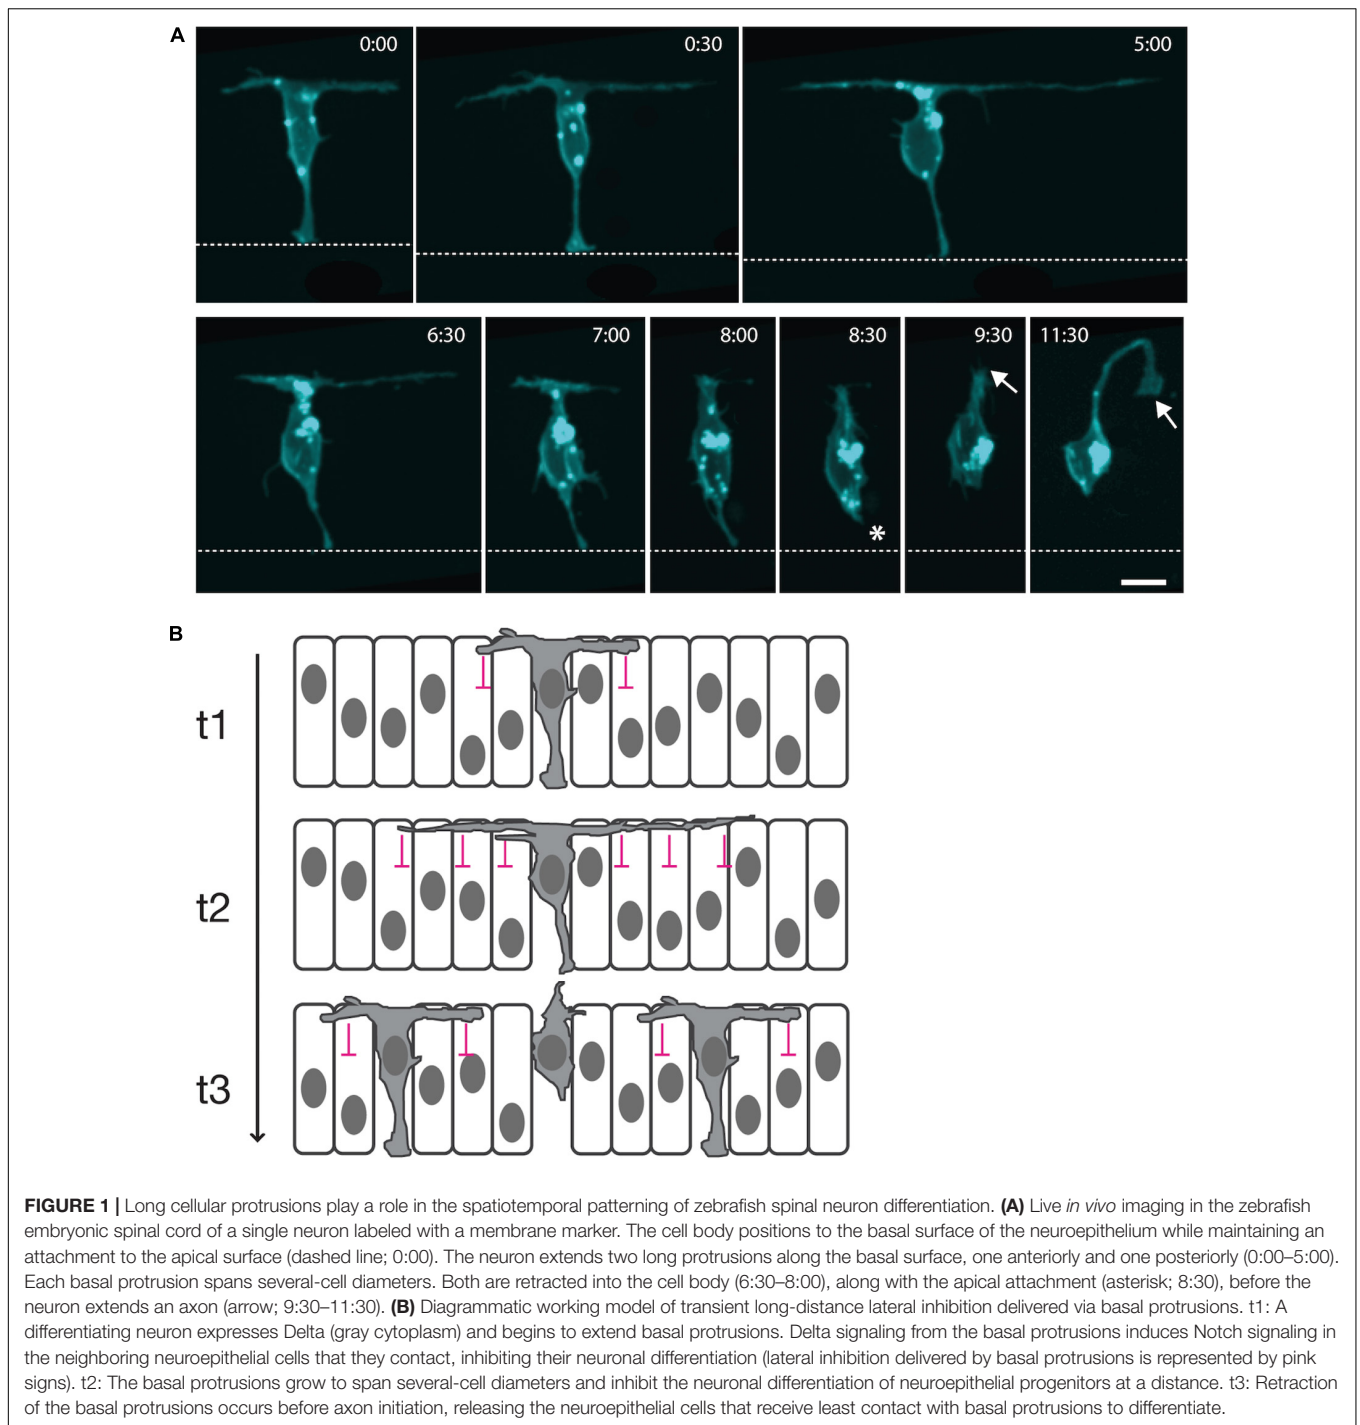 A
0:00
0:30
5:00
6:30
7:00
8:00
8:30
9:30
11:30
*
B
t1
t2
t3
FIGURE 1 | Long cellular protrusions play a role in the spatiotemporal patterning of zebrafish spinal neuron differentiation. (A) Live in vivo imaging in the zebrafish
embryonic spinal cord of a single neuron labeled with a membrane marker. The cell body positions to the basal surface of the neuroepithelium while maintaining an
attachment to the apical surface (dashed line; 0:00). The neuron extends two long protrusions along the basal surface, one anteriorly and one posteriorly (0:00–5:00).
Each basal protrusion spans several-cell diameters. Both are retracted into the cell body (6:30–8:00), along with the apical attachment (asterisk; 8:30), before the
neuron extends an axon (arrow; 9:30–11:30). (B) Diagrammatic working model of transient long-distance lateral inhibition delivered via basal protrusions. t1: A
differentiating neuron expresses Delta (gray cytoplasm) and begins to extend basal protrusions. Delta signaling from the basal protrusions induces Notch signaling in
the neighboring neuroepithelial cells that they contact, inhibiting their neuronal differentiation (lateral inhibition delivered by basal protrusions is represented by pink
signs). t2: The basal protrusions grow to span several-cell diameters and inhibit the neuronal differentiation of neuroepithelial progenitors at a distance. t3: Retraction
of the basal protrusions occurs before axon initiation, releasing the neuroepithelial cells that receive least contact with basal protrusions to differentiate.